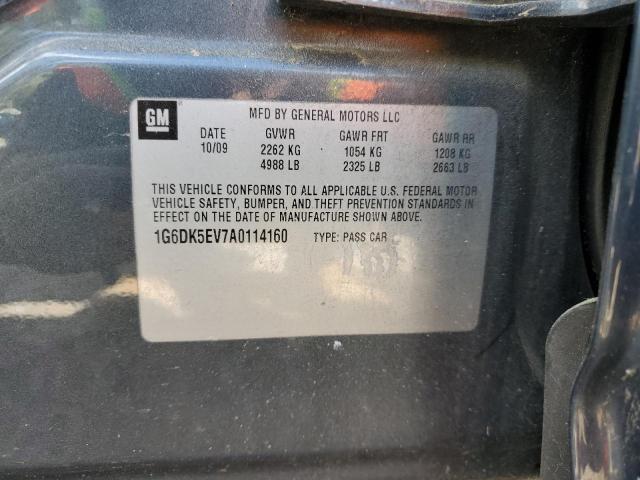 GM
MFD BY GENERAL MOTORS LLC
DATE GVWR GAWR FRT GAWR RR
10/09 2262 KG 1054 KG 1208 KG
4988 LB 2325 LB 2663 LB
THIS VEHICLE CONFORMS TO ALL APPLICABLE U.S. FEDERAL MOTOR
VEHICLE SAFETY, BUMPER, AND THEFT PREVENTION STANDARDS IN
EFFECT ON THE DATE OF MANUFACTURE SHOWN ABOVE.
1G6DK5EV7A0114160 TYPE: PASS CAR